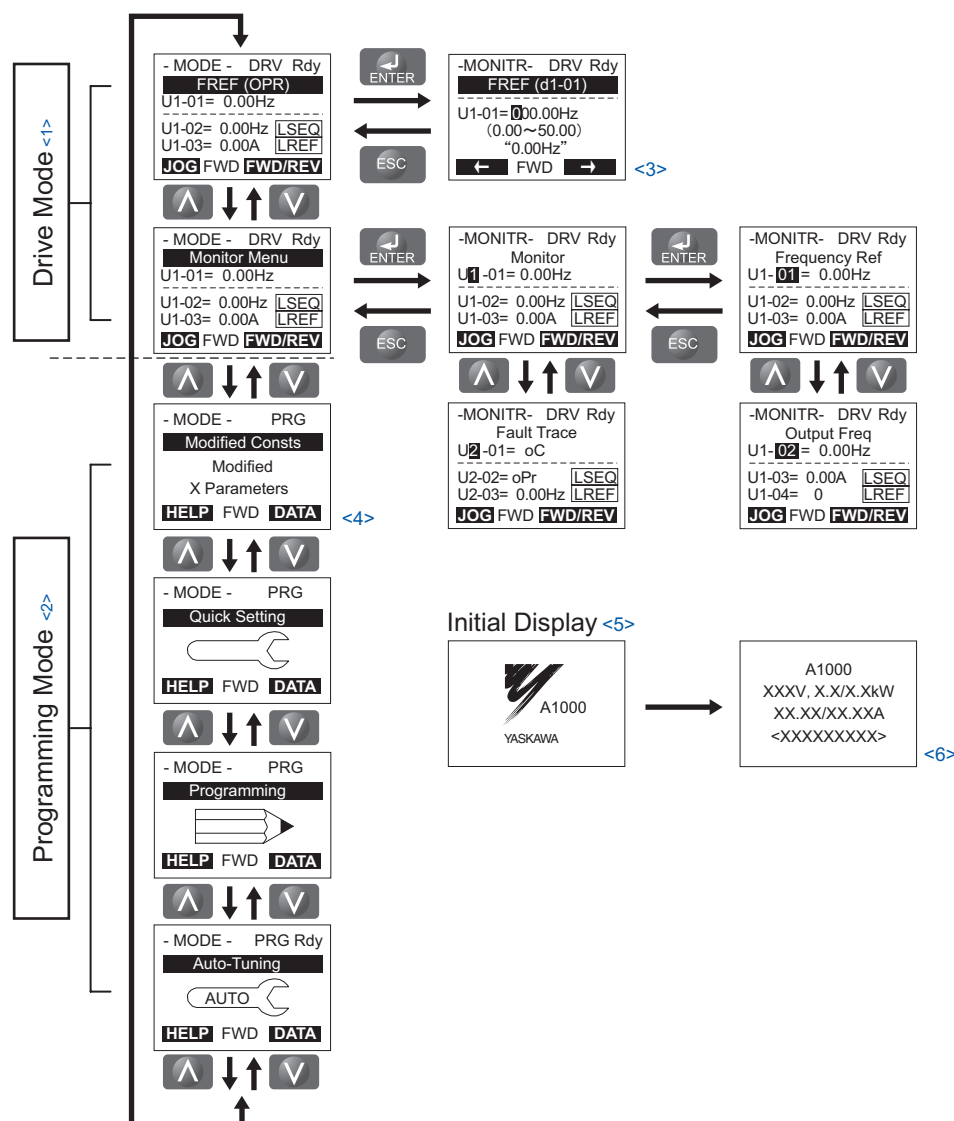 Drive Mode <1>
- MODE - DRV Rdy
FREF (OPR)
U1-01= 0.00Hz
U1-02= 0.00Hz LSEQ
U1-03= 0.00A LREF
JOG FWD FWD/REV
ENTER
ESC
-MONITR- DRV Rdy
FREF (d1-01)
U1-01= 000.00Hz
(0.00~50.00)
“0.00Hz”
← FWD →
<3>
∧ ∨
- MODE - DRV Rdy
Monitor Menu
U1-01= 0.00Hz
U1-02= 0.00Hz LSEQ
U1-03= 0.00A LREF
JOG FWD FWD/REV
ENTER
ESC
-MONITR- DRV Rdy
Monitor
U1 -01= 0.00Hz
U1-02= 0.00Hz LSEQ
U1-03= 0.00A LREF
JOG FWD FWD/REV
ENTER
ESC
-MONITR- DRV Rdy
Frequency Ref
U1- 01 = 0.00Hz
U1-02= 0.00Hz LSEQ
U1-03= 0.00A LREF
JOG FWD FWD/REV
∧ ∨
∧ ∨
∧ ∨
Programming Mode <2>
- MODE - PRG
Modified Consts
Modified
X Parameters
HELP FWD DATA
<4>
-MONITR- DRV Rdy
Fault Trace
U2 -01= oC
U2-02= oPr LSEQ
U2-03= 0.00Hz LREF
JOG FWD FWD/REV
-MONITR- DRV Rdy
Output Freq
U1- 02 = 0.00Hz
U1-03= 0.00A LSEQ
U1-04= 0 LREF
JOG FWD FWD/REV
∧ ∨
- MODE - PRG
Quick Setting
HELP FWD DATA
∧ ∨
- MODE - PRG
Programming
HELP FWD DATA
∧ ∨
- MODE - PRG Rdy
Auto-Tuning
AUTO
HELP FWD DATA
∧ ∨
Initial Display <5>
A1000
YASKAWA
A1000
XXXV, X.X/X.XkW
XX.XX/XX.XXA
<XXXXXXXXX>
<6>